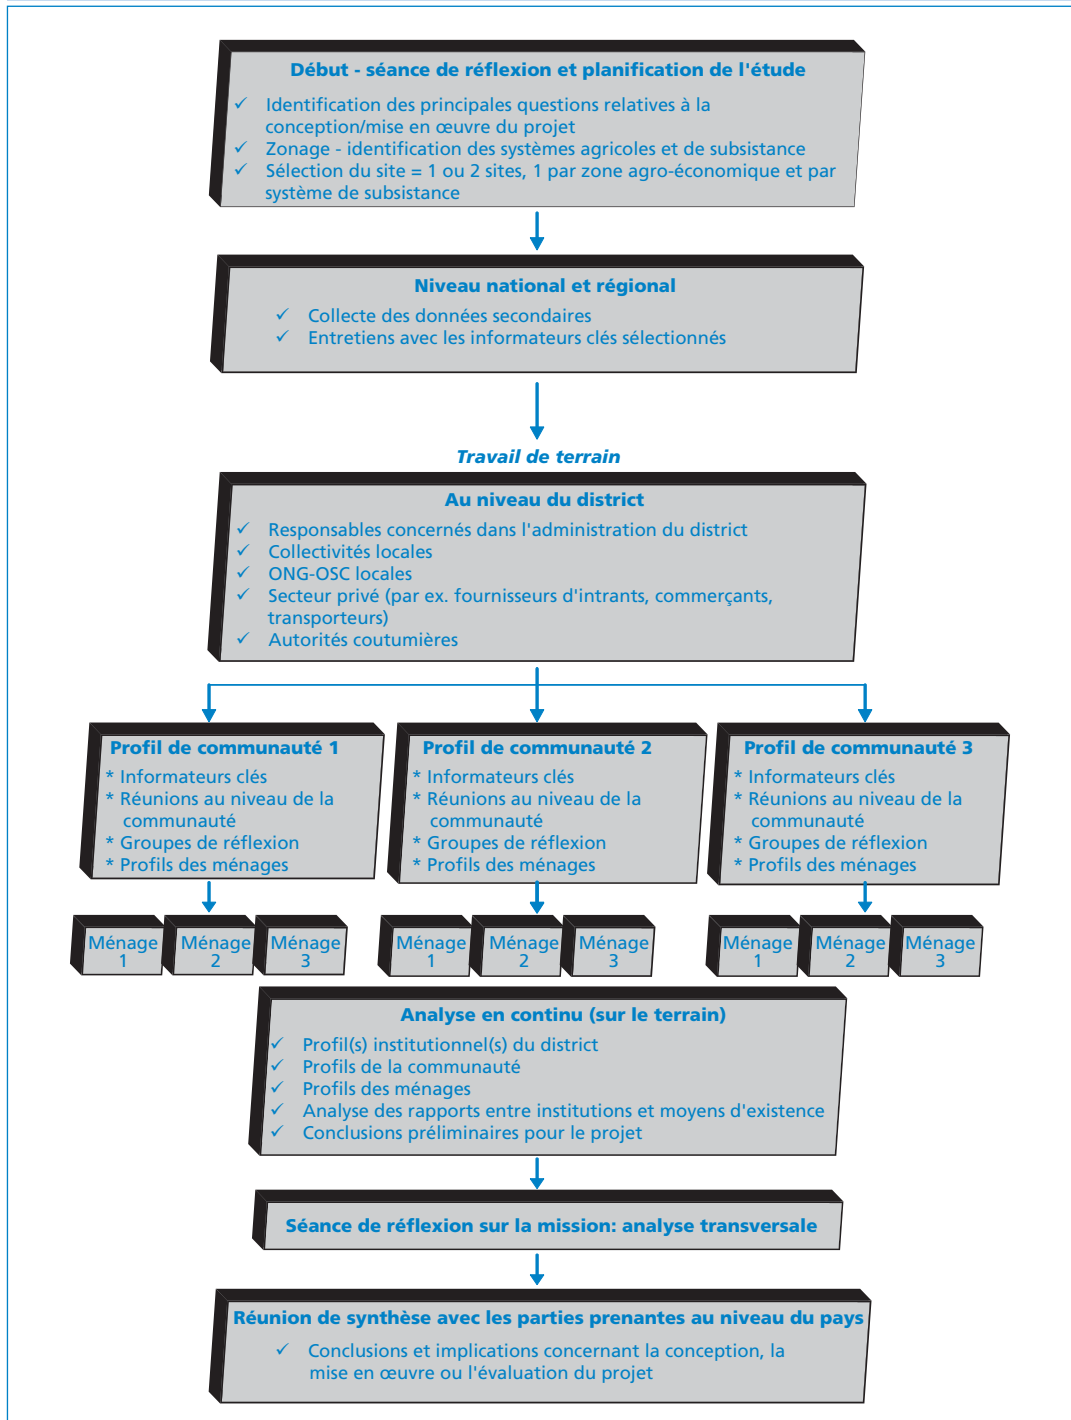 Début - séance de réflexion et planification de l'étude
✓ Identification des principales questions relatives à la
conception/mise en œuvre du projet
✓ Zonage - identification des systèmes agricoles et de subsistance
✓ Sélection du site = 1 ou 2 sites, 1 par zone agro-économique et par
système de subsistance
Niveau national et régional
✓ Collecte des données secondaires
✓ Entretiens avec les informateurs clés sélectionnés
Travail de terrain
Au niveau du district
✓ Responsables concernés dans l'administration du district
✓ Collectivités locales
✓ ONG-OSC locales
✓ Secteur privé (par ex. fournisseurs d'intrants, commerçants,
transporteurs)
✓ Autorités coutumières
Profil de communauté 1
* Informateurs clés
* Réunions au niveau de la
communauté
* Groupes de réflexion
* Profils des ménages
Profil de communauté 2
* Informateurs clés
* Réunions au niveau de la
communauté
* Groupes de réflexion
* Profils des ménages
Profil de communauté 3
* Informateurs clés
* Réunions au niveau de la
communauté
* Groupes de réflexion
* Profils des ménages
Ménage
1
Ménage
2
Ménage
3
Ménage
1
Ménage
2
Ménage
3
Ménage
1
Ménage
2
Ménage
3
Analyse en continu (sur le terrain)
✓ Profil(s) institutionnel(s) du district
✓ Profils de la communauté
✓ Profils des ménages
✓ Analyse des rapports entre institutions et moyens d'existence
✓ Conclusions préliminaires pour le projet
Séance de réflexion sur la mission: analyse transversale
Réunion de synthèse avec les parties prenantes au niveau du pays
✓ Conclusions et implications concernant la conception, la
mise en œuvre ou l'évaluation du projet